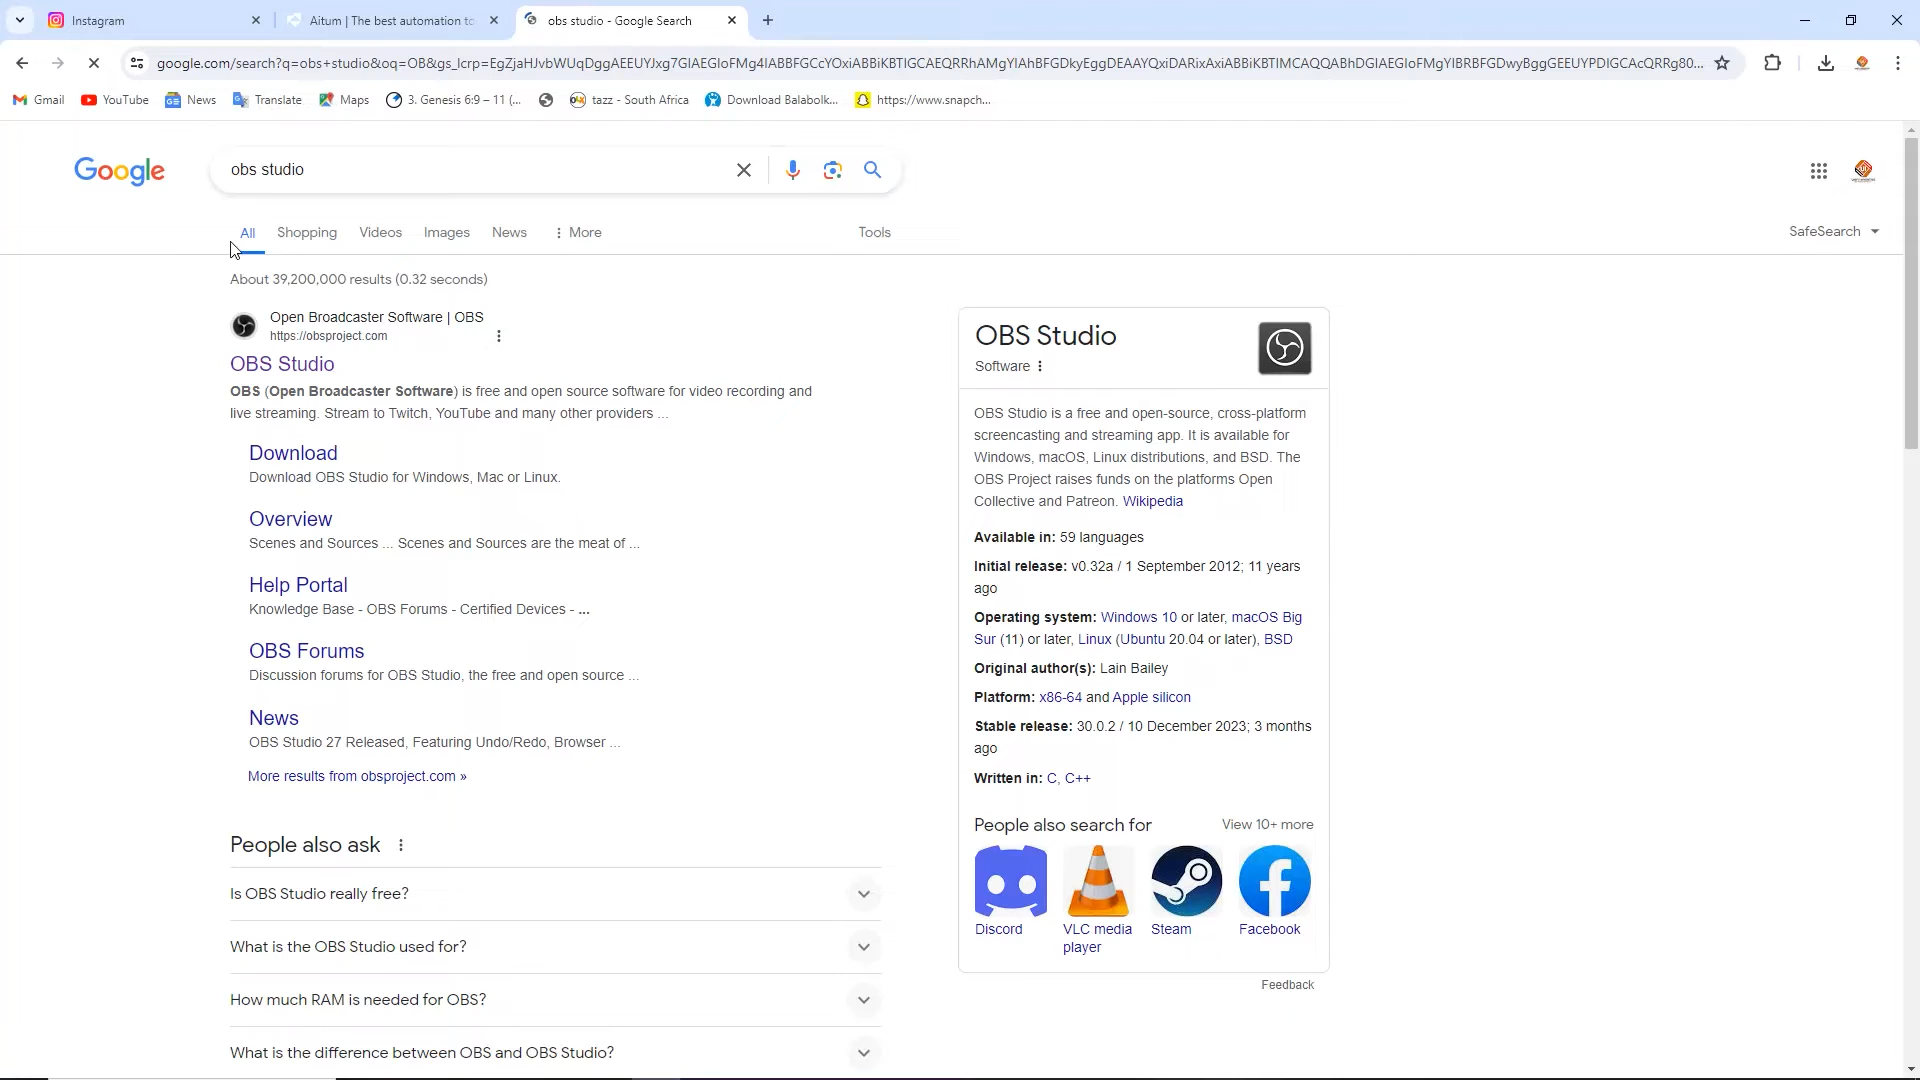 Instagram
Aitum | The best automation to
obs studio - Google Search
google.com/search?q=obs+studio&oq=OB&gs_lcrp=EgZjaHJvbWUqDggAEEUYJxg7GIAEGIoFMg4IABBFGCcYOxiABBiKBTIGCAEQRRhAMgYIAhBFGDkyEggDEAAYQxiDARixAxiABBiKBTIMCAQQABhDGIAEGIoFMgYIBRBFGDwyBggGEEUYPDIGCAcQRRg80...
Gmail
YouTube
News
Translate
Maps
3. Genesis 6:9 – 11 (...
tazz - South Africa
Download Balabolk...
https://www.snapch...
Google
obs studio
All
Shopping
Videos
Images
News
More
Tools
SafeSearch
About 39,200,000 results (0.32 seconds)
Open Broadcaster Software | OBS
https://obsproject.com
OBS Studio
OBS (Open Broadcaster Software) is free and open source software for video recording and
live streaming. Stream to Twitch, YouTube and many other providers ...
Download
Download OBS Studio for Windows, Mac or Linux.
Overview
Scenes and Sources ... Scenes and Sources are the meat of ...
Help Portal
Knowledge Base - OBS Forums - Certified Devices - ...
OBS Forums
Discussion forums for OBS Studio, the free and open source ...
News
OBS Studio 27 Released, Featuring Undo/Redo, Browser ...
More results from obsproject.com »
People also ask
Is OBS Studio really free?
What is the OBS Studio used for?
How much RAM is needed for OBS?
What is the difference between OBS and OBS Studio?
OBS Studio
Software
OBS Studio is a free and open-source, cross-platform
screencasting and streaming app. It is available for
Windows, macOS, Linux distributions, and BSD. The
OBS Project raises funds on the platforms Open
Collective and Patreon. Wikipedia
Available in: 59 languages
Initial release: v0.32a / 1 September 2012; 11 years
ago
Operating system: Windows 10 or later, macOS Big
Sur (11) or later, Linux (Ubuntu 20.04 or later), BSD
Original author(s): Lain Bailey
Platform: x86-64 and Apple silicon
Stable release: 30.0.2 / 10 December 2023; 3 months
ago
Written in: C, C++
People also search for
View 10+ more
Discord
VLC media
player
Steam
Facebook
Feedback